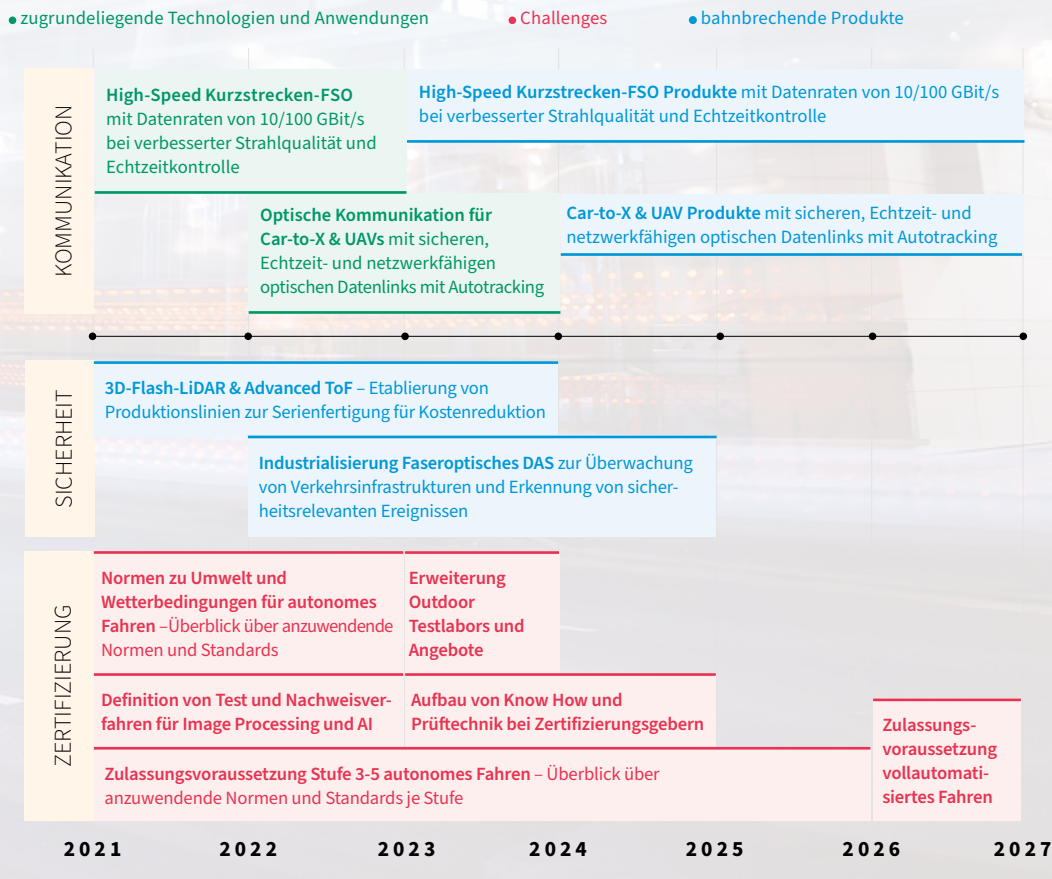 • zugrundeliegende Technologien und Anwendungen
• Challenges
• bahnbrechende Produkte
KOMMUNIKATION
High-Speed Kurzstrecken-FSO
mit Datenraten von 10/100 GBit/s
bei verbesserter Strahlqualität und
Echtzeitkontrolle
High-Speed Kurzstrecken-FSO Produkte mit Datenraten von 10/100 GBit/s
bei verbesserter Strahlqualität und Echtzeitkontrolle
Optische Kommunikation für
Car-to-X & UAVs mit sicheren,
Echtzeit- und netzwerkfähigen
optischen Datenlinks mit Autotracking
Car-to-X & UAV Produkte mit sicheren, Echtzeit- und
netzwerkfähigen optischen Datenlinks mit Autotracking
SICHERHEIT
3D-Flash-LiDAR & Advanced ToF – Etablierung von
Produktionslinien zur Serienfertigung für Kostenreduktion
Industrialisierung Faseroptisches DAS zur Überwachung
von Verkehrsinfrastrukturen und Erkennung von sicher-
heitsrelevanten Ereignissen
ZERTIFIZIERUNG
Normen zu Umwelt und
Wetterbedingungen für autonomes
Fahren –Überblick über anzuwendende
Normen und Standards
Erweiterung
Outdoor
Testlabors und
Angebote
Definition von Test und Nachweisver-
fahren für Image Processing und AI
Aufbau von Know How und
Prüftechnik bei Zertifizierungsgebern
Zulassungsvoraussetzung Stufe 3-5 autonomes Fahren – Überblick über
anzuwendende Normen und Standards je Stufe
Zulassungs-
voraussetzung
vollautomati-
siertes Fahren
2021 2022 2023 2024 2025 2026 2027